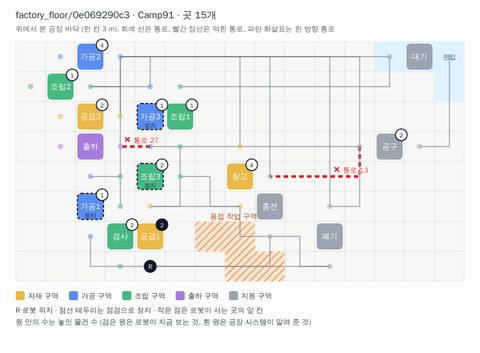 factory_floor/0e069290c3 · Camp91 · 곳 15개
위에서 본 공장 바닥 (한 칸 3 m). 회색 선은 통로, 빨간 점선은 막힌 통로, 파란 화살표는 한 방향 통로
가공2
4
대기
진입
조립2
1
공급2
2
가공3
정지
1
조립1
1
출하
통로 27
공구
2
조립3
정지
2
창고
4
통로 13
가공1
정지
1
충전
용접 작업 구역
검사
2
공급1
2
폐기
R
자재 구역
가공 구역
조립 구역
출하 구역
지원 구역
R 로봇 위치 · 점선 테두리는 점검으로 정지 · 작은 점은 로봇이 서는 곳의 앞 칸
원 안의 수는 놓인 물건 수 (검은 원은 로봇이 지금 보는 것, 흰 원은 공장 시스템이 알려 준 것)